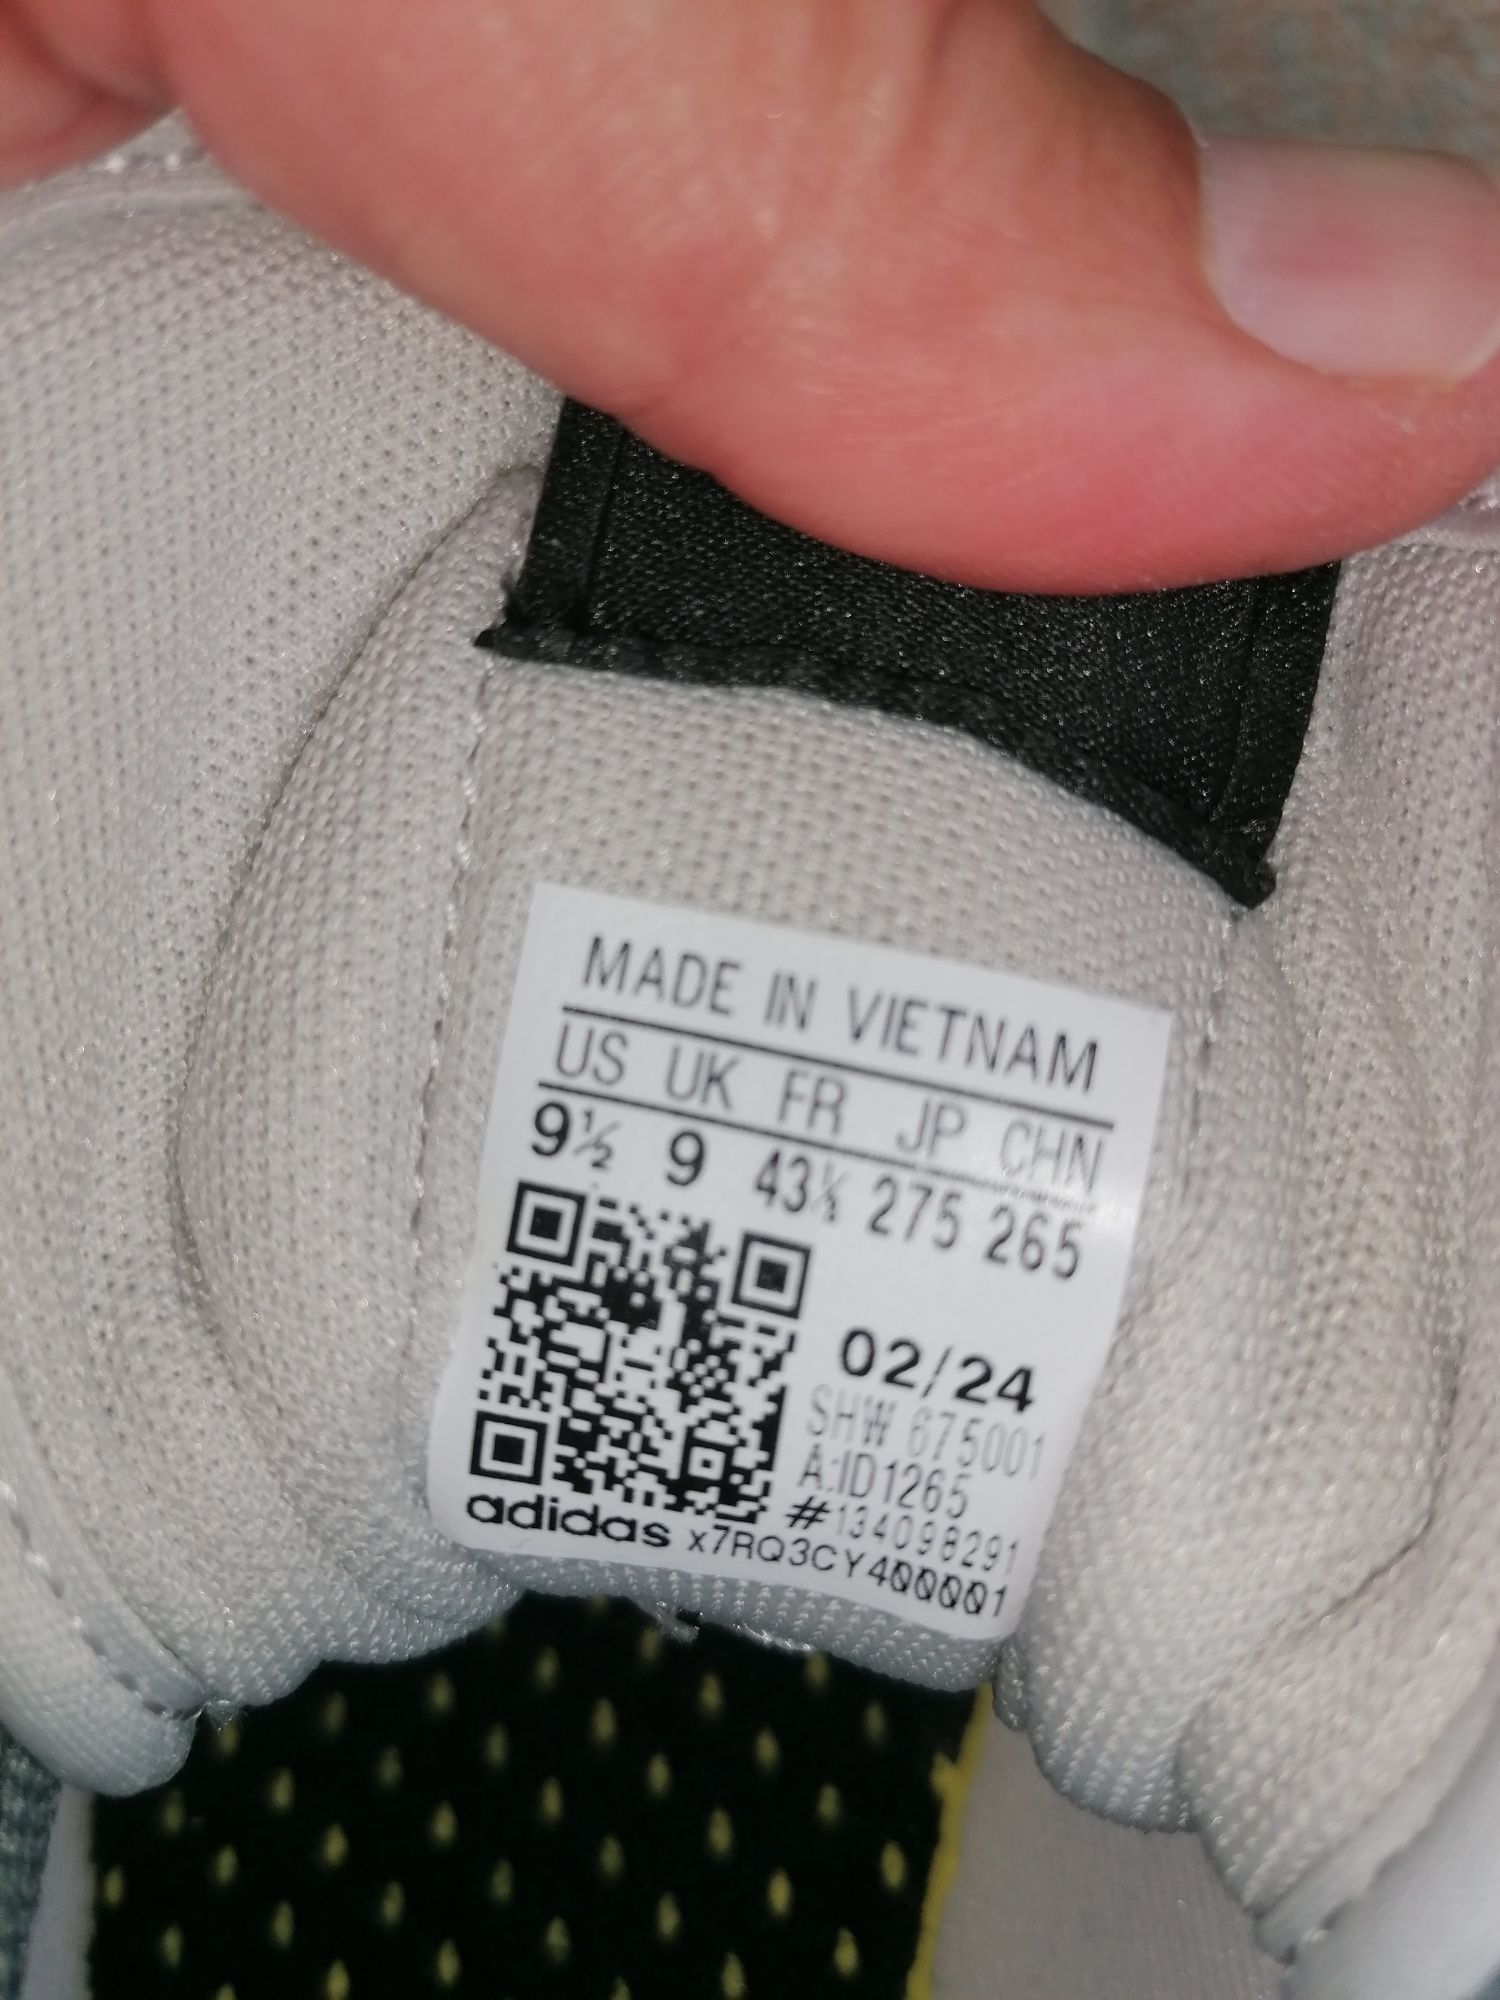 MADE IN VIETNAM
US UK FR JP CHN
9½ 9 43⅓ 275 265
02/24
SHW 675001
A:ID1265
#134098291
adidas x7RQ3CY400001